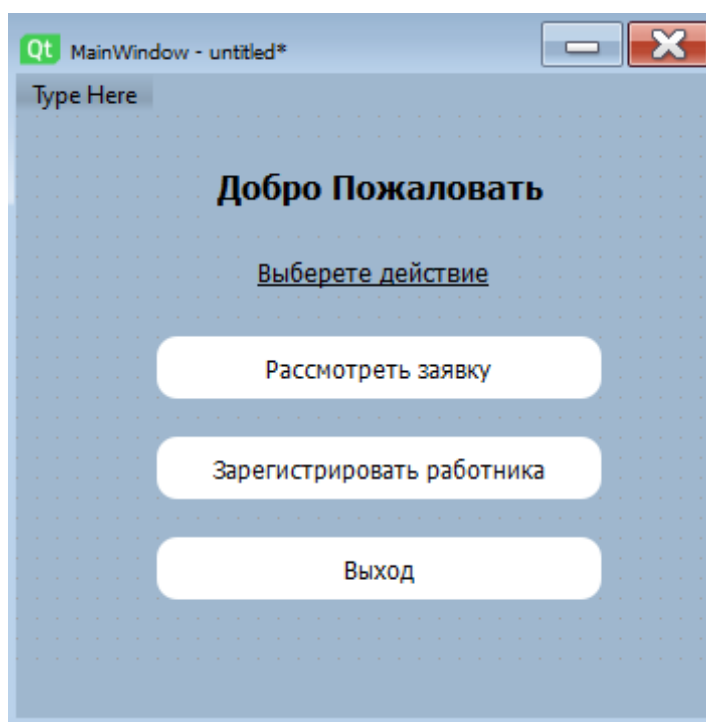 Qt MainWindow - untitled*
Type Here
Добро Пожаловать
Выберете действие
Рассмотреть заявку
Зарегистрировать работника
Выход